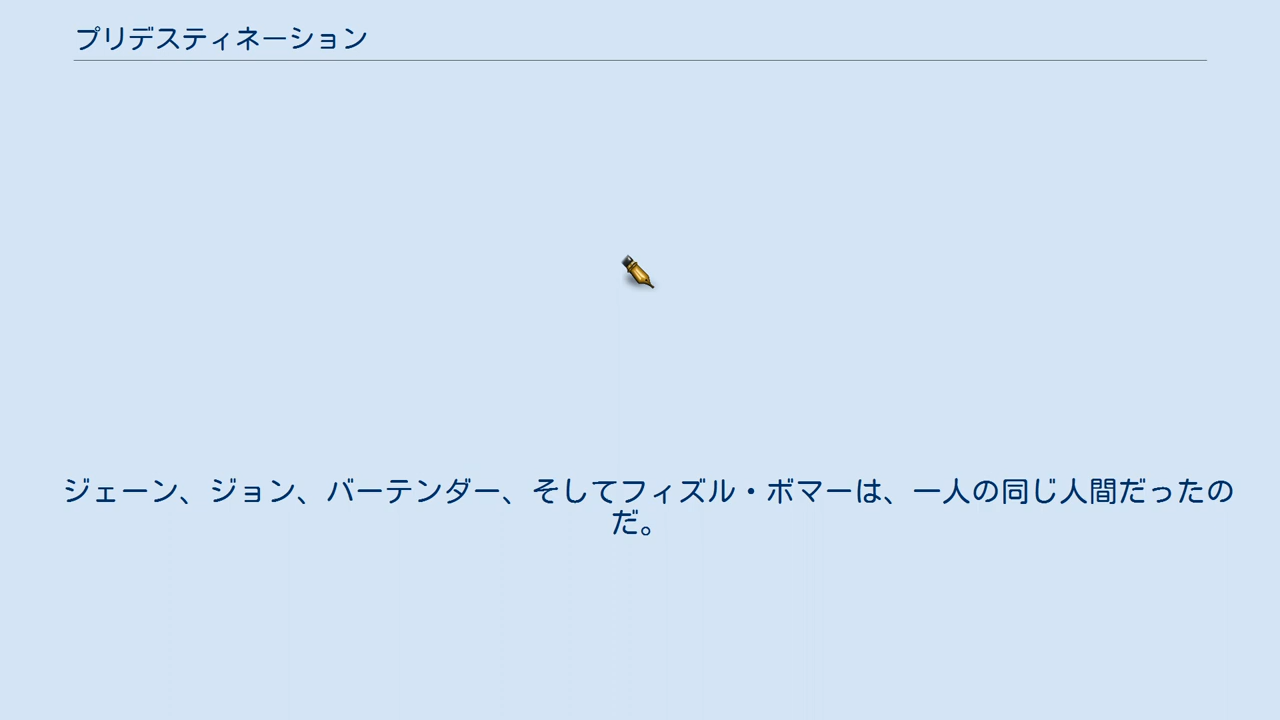 プリデスティネーション
ジェーン、ジョン、バーテンダー、そしてフィズル・ボマーは、一人の同じ人間だったの
だ。